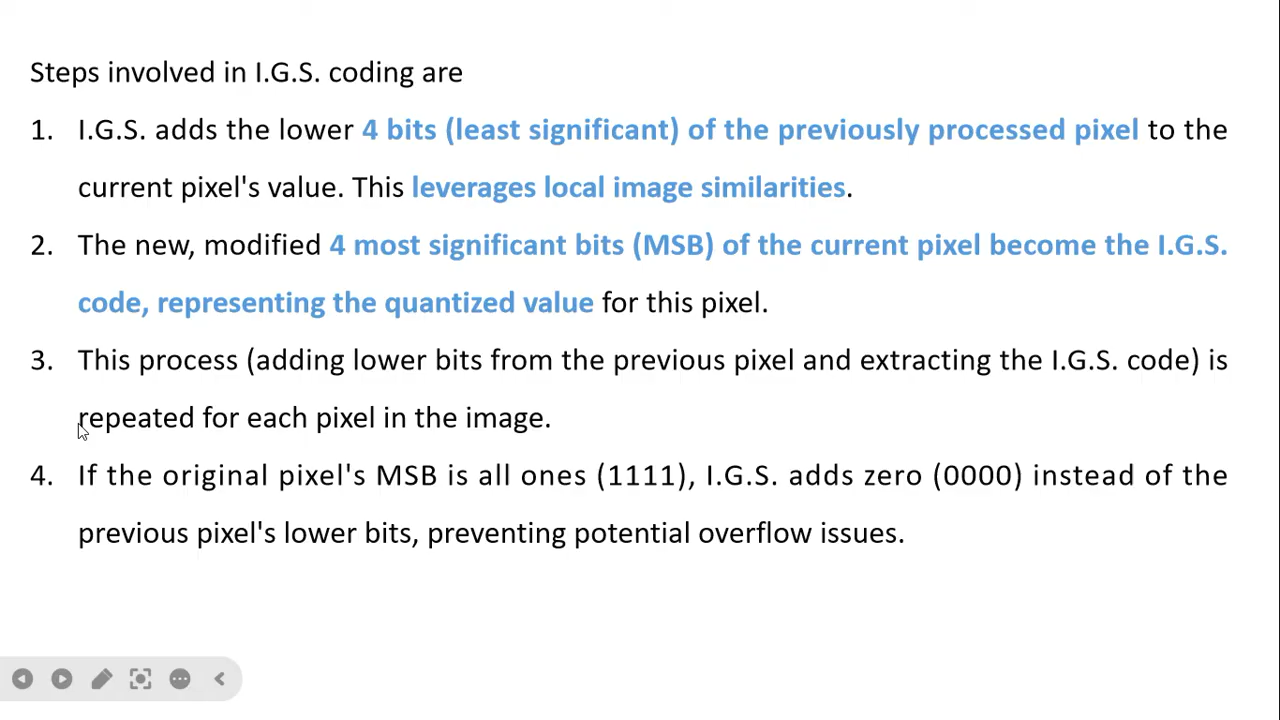 Steps involved in I.G.S. coding are
1. I.G.S. adds the lower 4 bits (least significant) of the previously processed pixel to the
current pixel's value. This leverages local image similarities.
2. The new, modified 4 most significant bits (MSB) of the current pixel become the I.G.S.
code, representing the quantized value for this pixel.
3. This process (adding lower bits from the previous pixel and extracting the I.G.S. code) is
repeated for each pixel in the image.
4. If the original pixel's MSB is all ones (1111), I.G.S. adds zero (0000) instead of the
previous pixel's lower bits, preventing potential overflow issues.